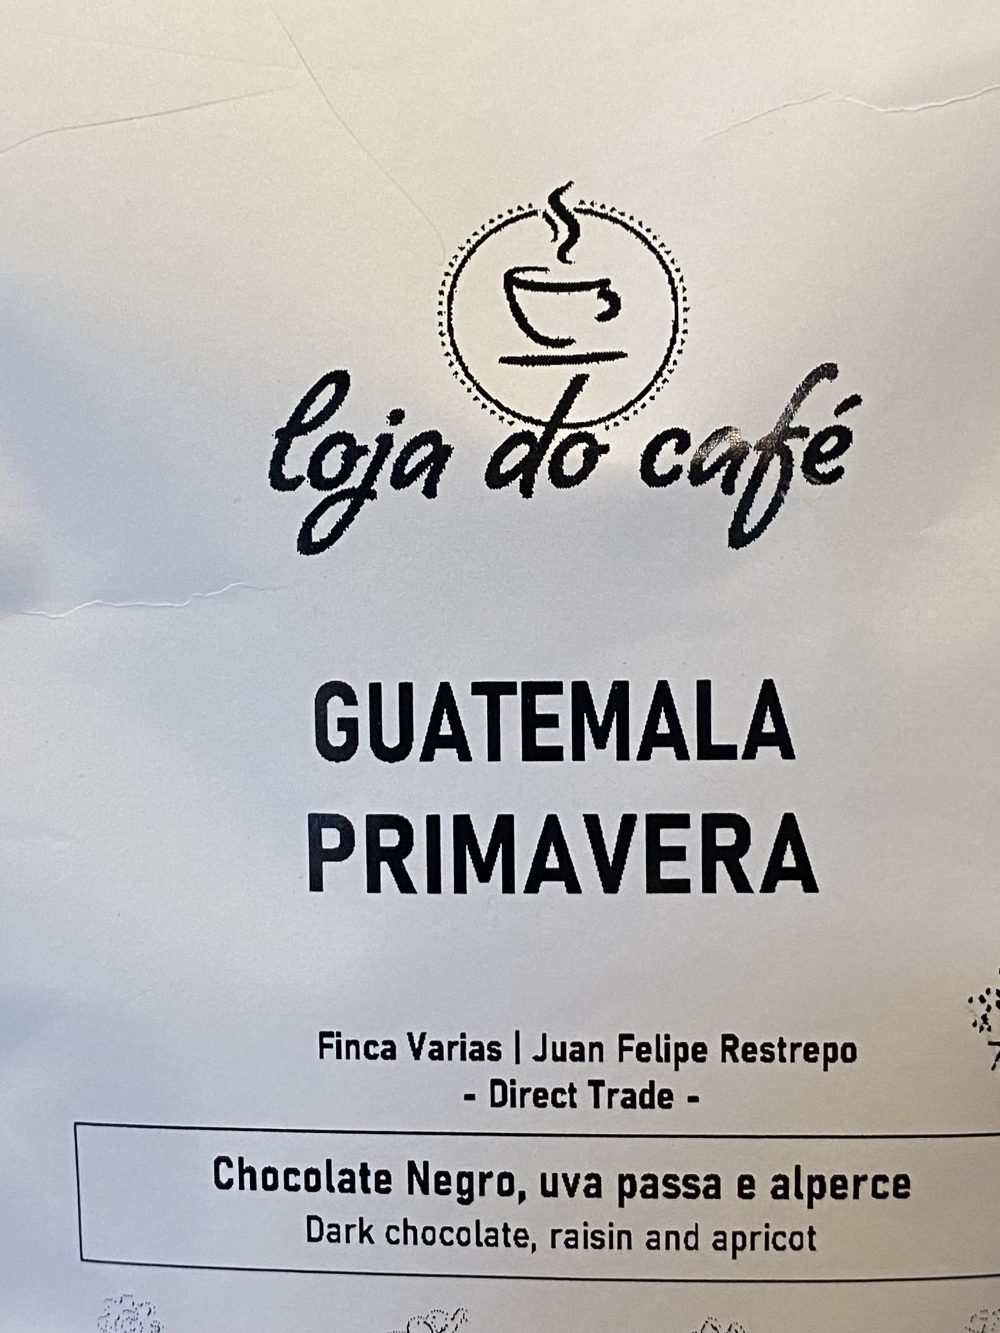 loja do café
GUATEMALA
PRIMAVERA
Finca Varias | Juan Felipe Restrepo
- Direct Trade -
Chocolate Negro, uva passa e alperce
Dark chocolate, raisin and apricot